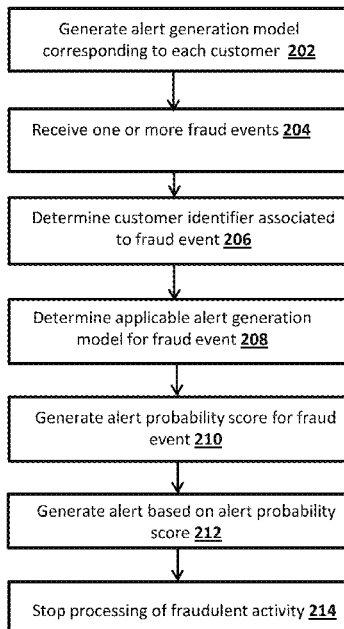 Generate alert generation model
corresponding to each customer 202
Receive one or more fraud events 204
Determine customer identifier associated
to fraud event 206
Determine applicable alert generation
model for fraud event 208
Generate alert probability score for fraud
event 210
Generate alert based on alert probability
score 212
Stop processing of fraudulent activity 214